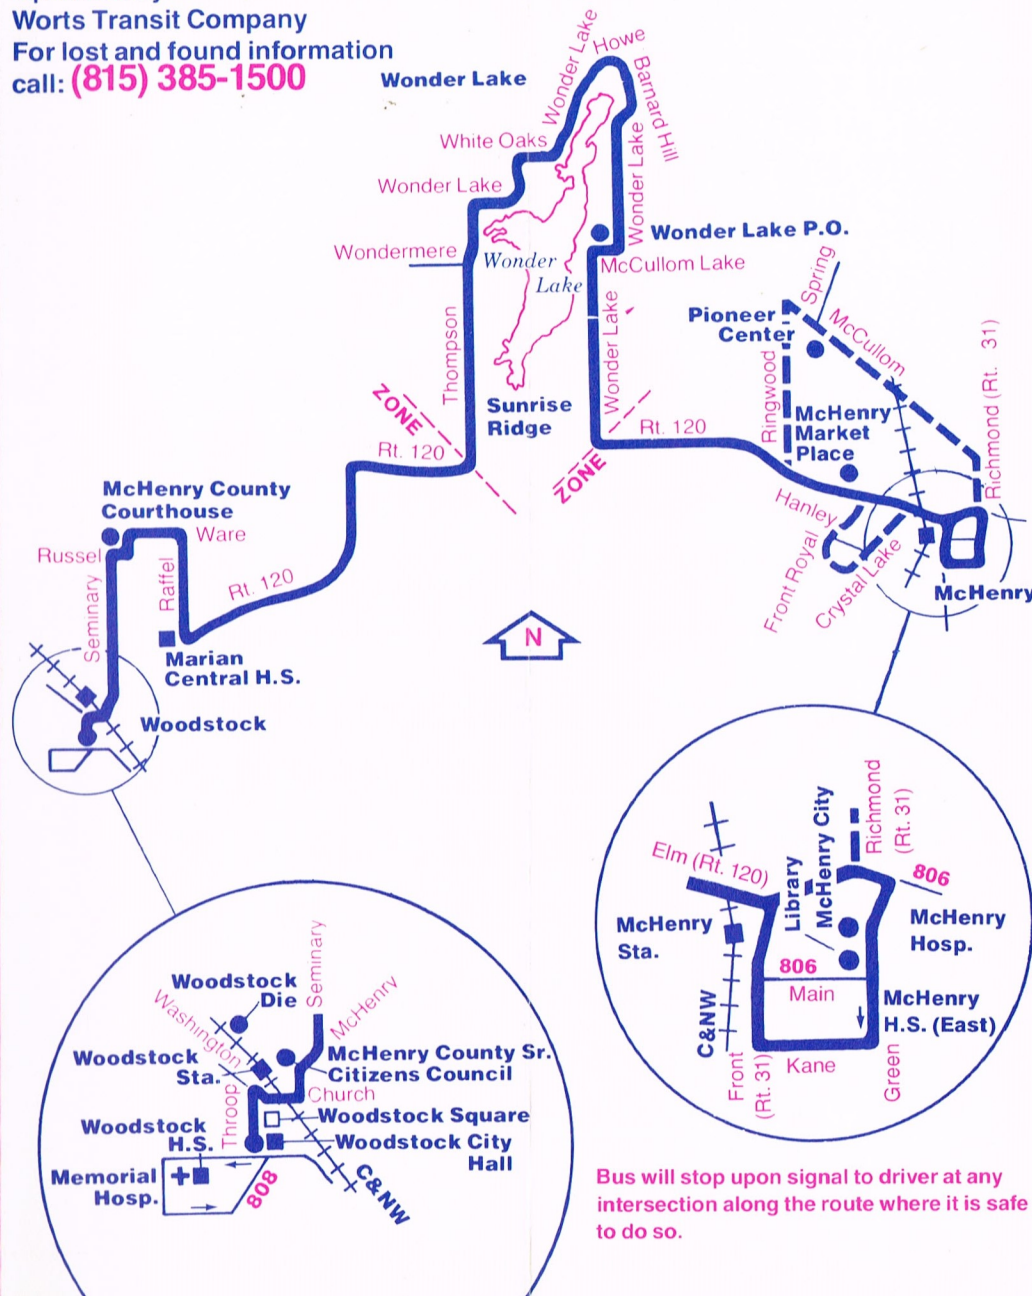 Worts Transit Company
For lost and found information
call: (815) 385-1500
Wonder Lake
Wonder Lake
Howe
Barnard Hill
White Oaks
Wonder Lake
Wonder Lake
Wondermere
Wonder Lake P.O.
Wonder
Lake
McCullom Lake
Spring
Pioneer
Center
McCullom
Richmond (Rt. 31)
Thompson
Wonder Lake
Ringwood
ZONE
Sunrise
Ridge
McHenry
Market
Place
Rt. 120
Rt. 120
ZONE
McHenry County
Courthouse
Hanley
Russel
Ware
Front Royal
Crystal Lake
Seminary
Raffel
Rt. 120
McHenry
N
Marian
Central H.S.
Woodstock
Elm (Rt. 120)
Library
McHenry City
Richmond
(Rt. 31)
806
McHenry
Sta.
McHenry
Hosp.
806
Main
McHenry
H.S. (East)
C&NW
Front
(Rt. 31)
Kane
Green
Woodstock
Die
Seminary
McHenry
Washington
Woodstock
Sta.
McHenry County Sr.
Citizens Council
Throop
Church
Woodstock Square
Woodstock
H.S.
Woodstock City
Hall
Memorial
Hosp.
808
C&NW
Bus will stop upon signal to driver at any
intersection along the route where it is safe
to do so.